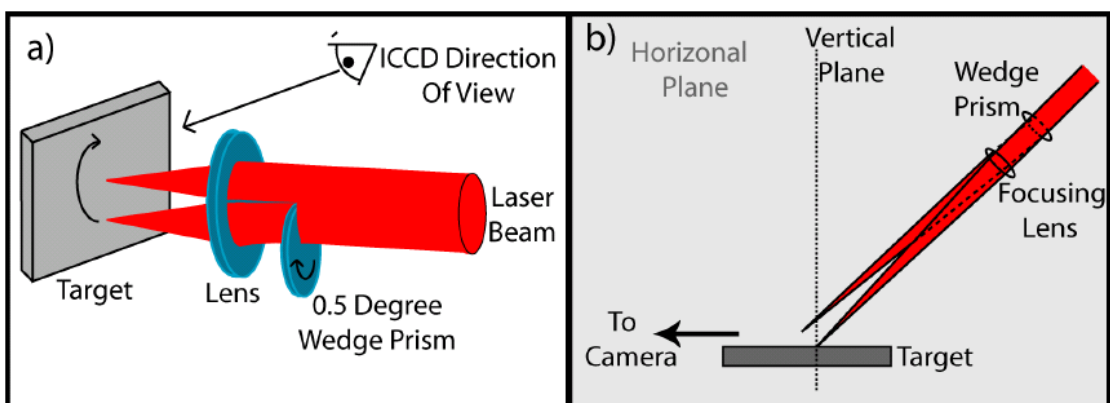 a)
ICCD Direction
Of View
Laser
Beam
Target
Lens
0.5 Degree
Wedge Prism
b)
Horizonal
Plane
Vertical
Plane
Wedge
Prism
Focusing
Lens
To
Camera
Target